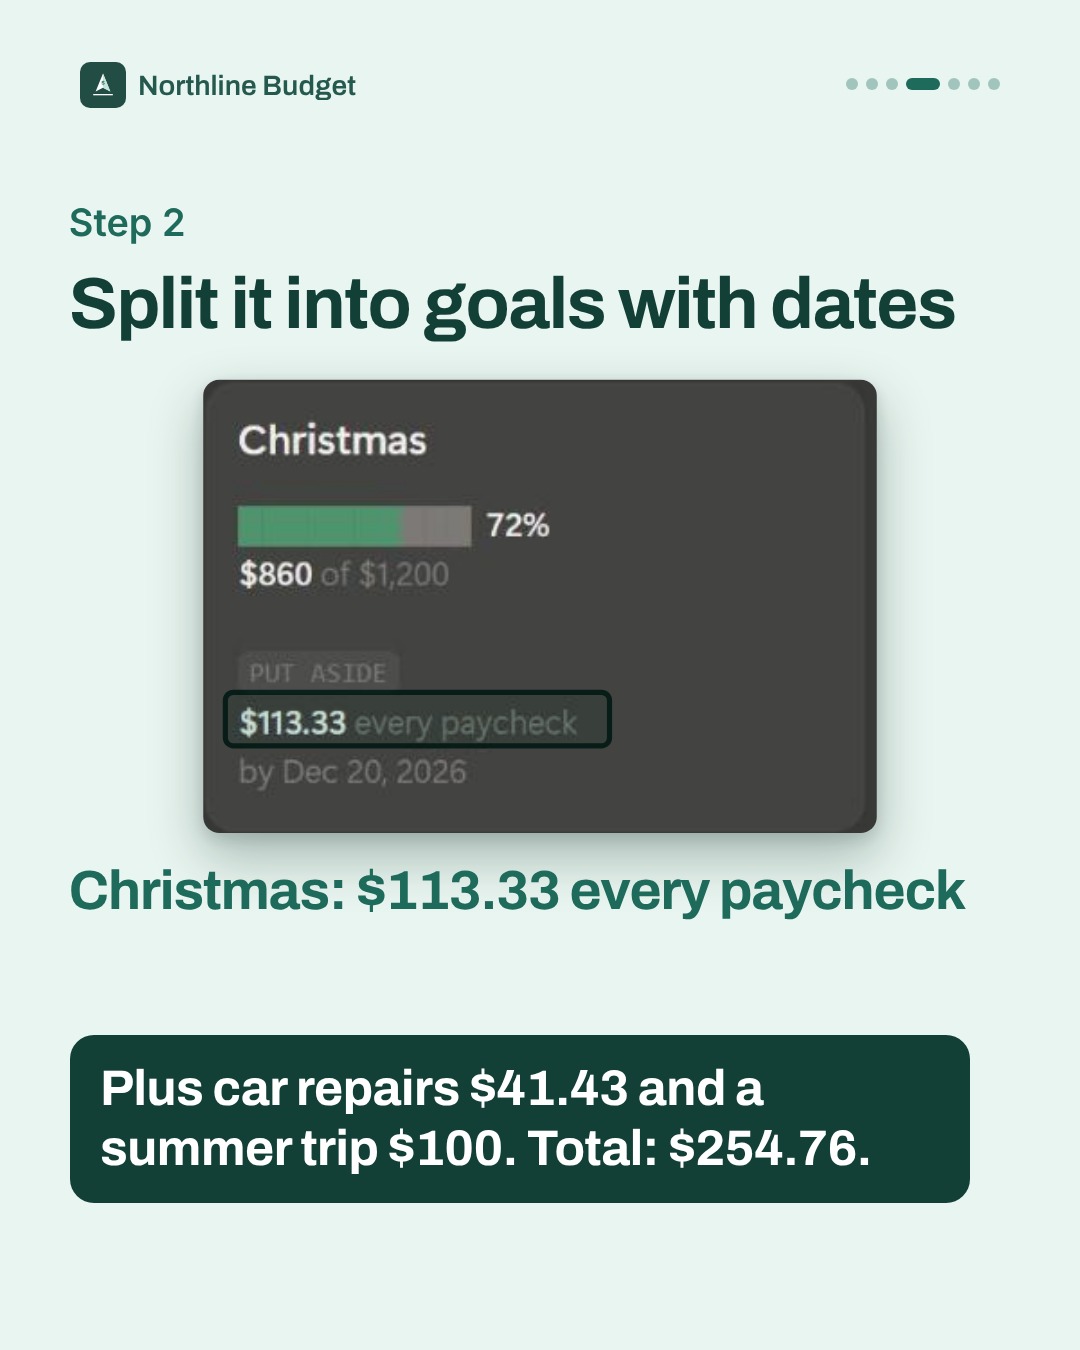 Northline Budget
Step 2
Split it into goals with dates
Christmas
72%
$860 of $1,200
PUT ASIDE
$113.33 every paycheck
by Dec 20, 2026
Christmas: $113.33 every paycheck
Plus car repairs $41.43 and a
summer trip $100. Total: $254.76.